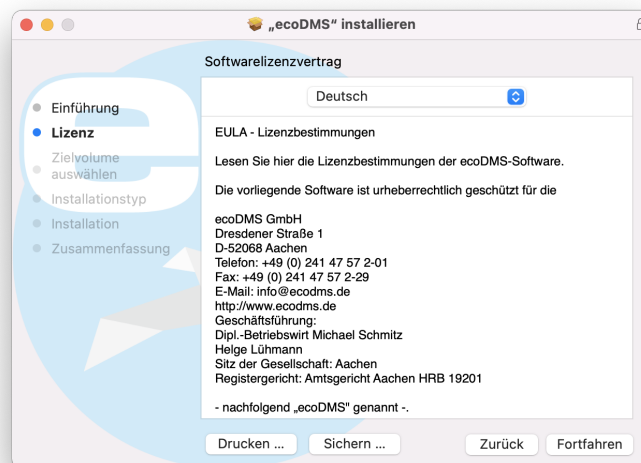 „ecoDMS“ installieren
Softwarelizenzvertrag
Einführung
Lizenz
Zielvolume
auswählen
Installationstyp
Installation
Zusammenfassung
Deutsch
EULA - Lizenzbestimmungen
Lesen Sie hier die Lizenzbestimmungen der ecoDMS-Software.
Die vorliegende Software ist urheberrechtlich geschützt für die
ecoDMS GmbH
Dresdener Straße 1
D-52068 Aachen
Telefon: +49 (0) 241 47 57 2-01
Fax: +49 (0) 241 47 57 2-29
E-Mail: info@ecodms.de
http://www.ecodms.de
Geschäftsführung:
Dipl.-Betriebswirt Michael Schmitz
Helge Lühmann
Sitz der Gesellschaft: Aachen
Registergericht: Amtsgericht Aachen HRB 19201
- nachfolgend „ecoDMS" genannt -.
Drucken ...
Sichern ...
Zurück
Fortfahren